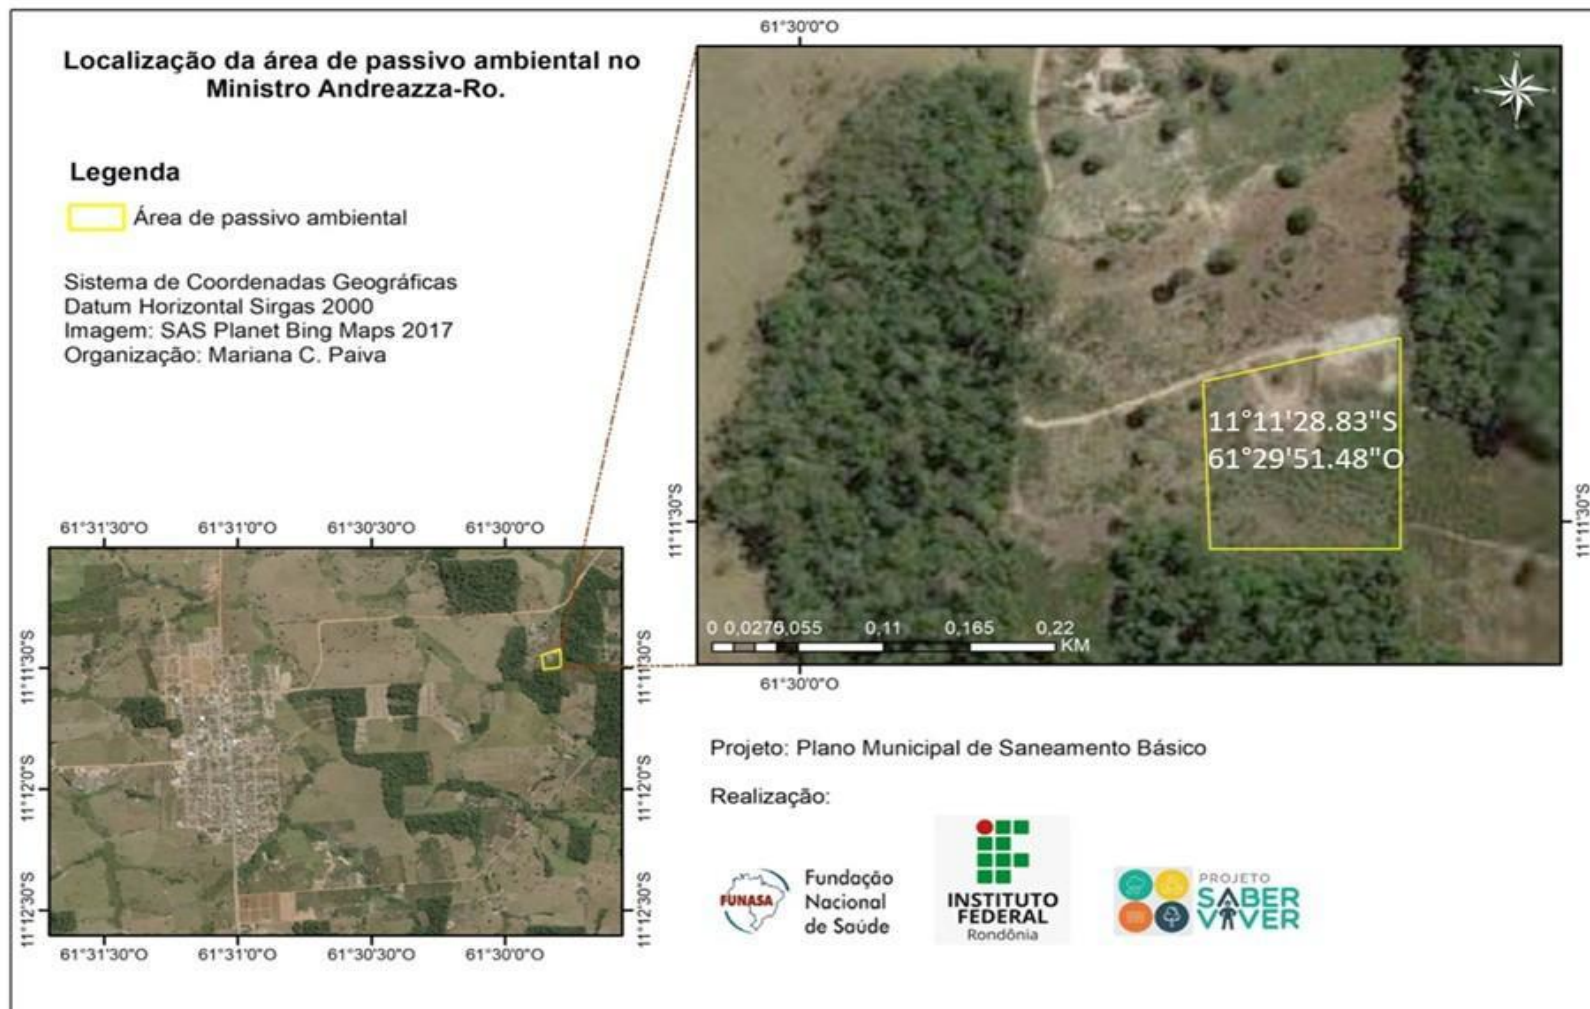 Localização da área de passivo ambiental no
Ministro Andreazza-Ro.
Legenda
Área de passivo ambiental
Sistema de Coordenadas Geográficas
Datum Horizontal Sirgas 2000
Imagem: SAS Planet Bing Maps 2017
Organização: Mariana C. Paiva
61°30'0"O
11°11'28.83"S
61°29'51.48"O
11°11'30"S
11°11'30"S
0 0,0275 0,055 0,11 0,165 0,22
KM
61°30'0"O
61°31'30"O 61°31'0"O 61°30'30"O 61°30'0"O
11°11'30"S
11°12'0"S
11°12'30"S
11°11'30"S
11°12'0"S
11°12'30"S
61°31'30"O 61°31'0"O 61°30'30"O 61°30'0"O
Projeto: Plano Municipal de Saneamento Básico
Realização:
FUNASA
Fundação
Nacional
de Saúde
INSTITUTO
FEDERAL
Rondônia
PROJETO
SABER
VIVER